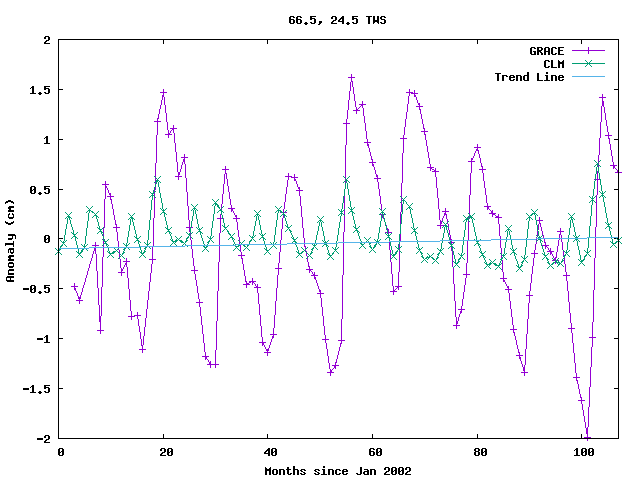 66.5, 24.5 TWS
GRACE
CLM
Trend Line
2
1.5
1
0.5
0
-0.5
-1
-1.5
-2
Anomaly (cm)
0 20 40 60 80 100
Months since Jan 2002